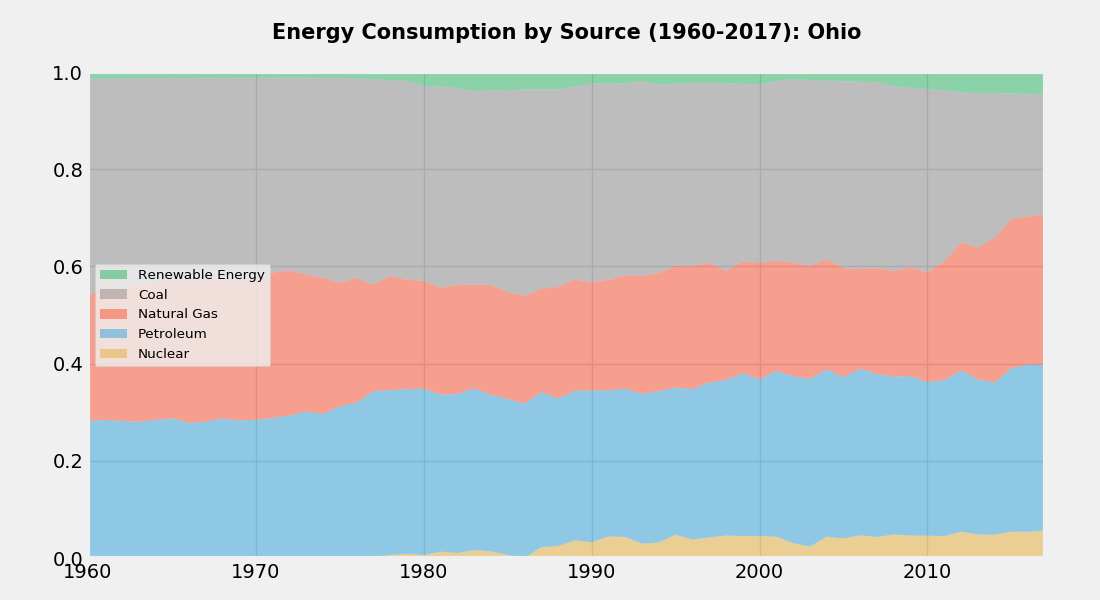 Energy Consumption by Source (1960-2017): Ohio
1.0
0.8
0.6
0.4
0.2
0.0
Renewable Energy
Coal
Natural Gas
Petroleum
Nuclear
1960 1970 1980 1990 2000 2010